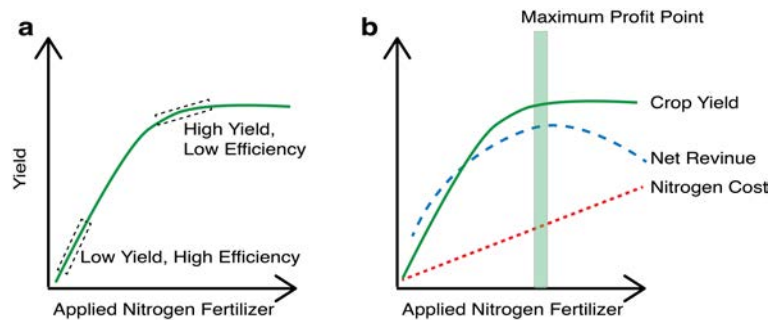 a
Yield
High Yield,
Low Efficiency
Low Yield, High Efficiency
Applied Nitrogen Fertilizer
b
Maximum Profit Point
Crop Yield
Net Revinue
Nitrogen Cost
Applied Nitrogen Fertilizer